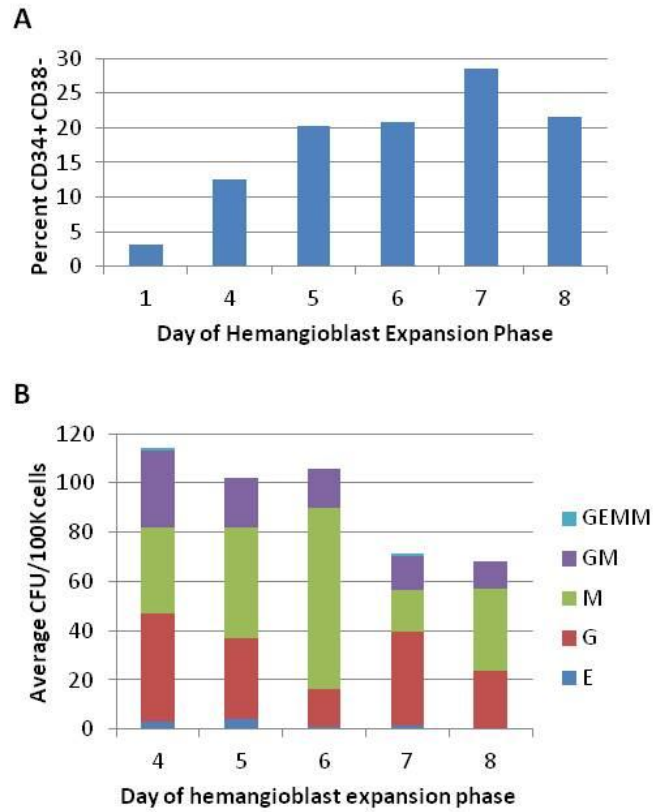 A
Percent CD34+ CD38-
30
25
20
15
10
5
0
1 4 5 6 7 8
Day of Hemangioblast Expansion Phase
B
Average CFU/100K cells
120
100
80
60
40
20
0
4 5 6 7 8
Day of hemangioblast expansion phase
GEMM
GM
M
G
E